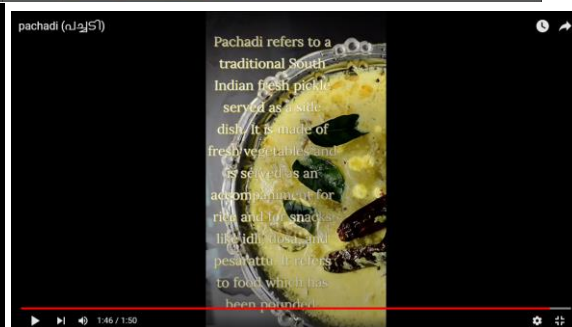 pachadi (പച്ചടി)
Pachadi refers to a
traditional South
Indian fresh pickle
served as a side
dish. It is made of
fresh vegetables and
is served as an
accompaniment for
rice and for snacks
like idli, dosa, and
pesarattu. It refers
to food which has
been pounded.
1:46 / 1:50